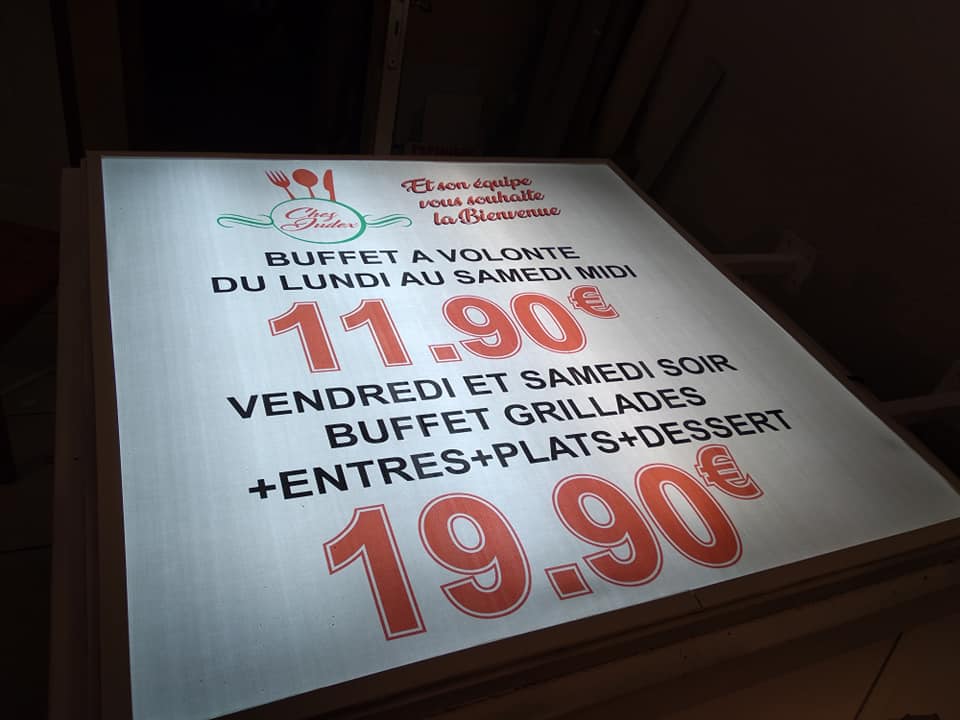 Chez
Judex
Et son équipe
vous souhaite
la Bienvenue
BUFFET A VOLONTE
DU LUNDI AU SAMEDI MIDI
11.90€
VENDREDI ET SAMEDI SOIR
BUFFET GRILLADES
+ENTRES+PLATS+DESSERT
19.90€